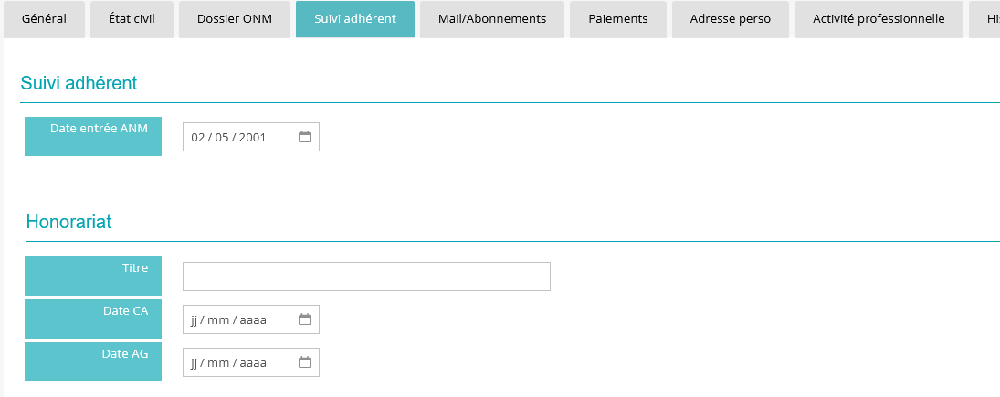 Général État civil Dossier ONM Suivi adhérent Mail/Abonnements Paiements Adresse perso Activité professionnelle
Suivi adhérent
Date entrée ANM 02 / 05 / 2001
Honorariat
Titre
Date CA jj / mm / aaaa
Date AG jj / mm / aaaa